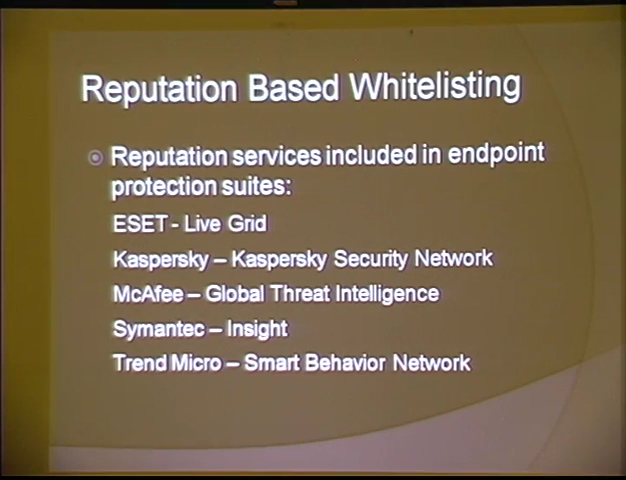 Reputation Based Whitelisting
Reputation services included in endpoint
protection suites:
ESET - Live Grid
Kaspersky – Kaspersky Security Network
McAfee – Global Threat Intelligence
Symantec – Insight
Trend Micro – Smart Behavior Network